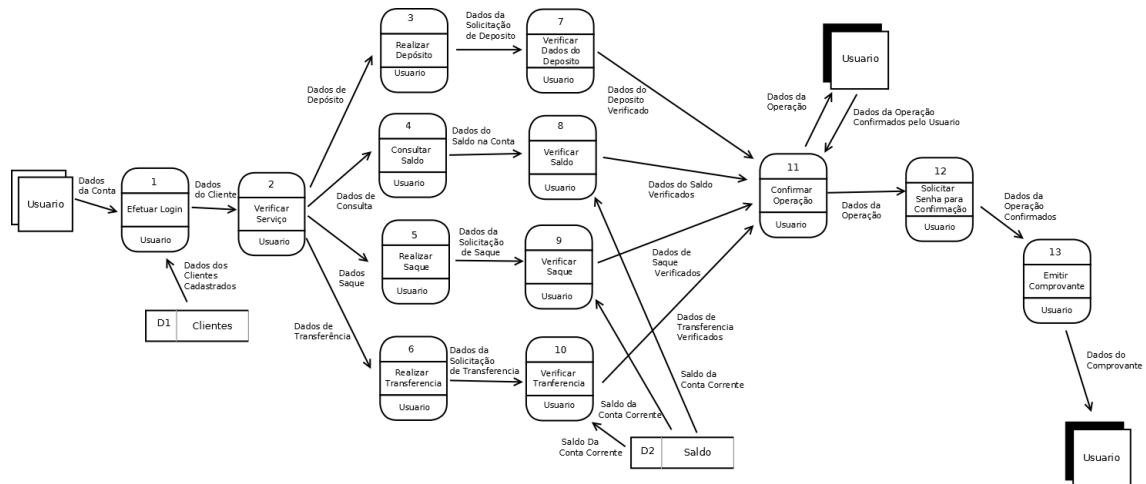 Usuario
Dados
da Conta
1
Efetuar Login
Usuario
Dados dos
Clientes
Cadastrados
D1
Clientes
Dados
do Cliente
2
Verificar
Serviço
Usuario
Dados de
Depósito
Dados de
Consulta
Dados
Saque
Dados de
Transferência
3
Realizar
Depósito
Usuario
Dados da
Solicitação
de Deposito
7
Verificar
Dados do
Deposito
Usuario
Dados do
Deposito
Verificado
4
Consultar
Saldo
Usuario
Dados do
Saldo na Conta
8
Verificar
Saldo
Usuario
Dados do Saldo
Verificados
5
Realizar
Saque
Usuario
Dados da
Solicitação
de Saque
9
Verificar
Saque
Usuario
Dados de
Saque
Verificados
6
Realizar
Transferencia
Usuario
Dados da
Solicitação
de Transferencia
10
Verificar
Tranferencia
Usuario
Dados de
Transferencia
Verificados
Saldo da
Conta Corrente
Saldo da
Conta Corrente
Saldo Da
Conta Corrente
D2
Saldo
Usuario
Dados da
Operação
Dados da Operação
Confirmados pelo Usuario
11
Confirmar
Operação
Usuario
Dados da
Operação
12
Solicitar
Senha para
Confirmação
Usuario
Dados da
Operação
Confirmados
13
Emitir
Comprovante
Usuario
Dados do
Comprovante
Usuario